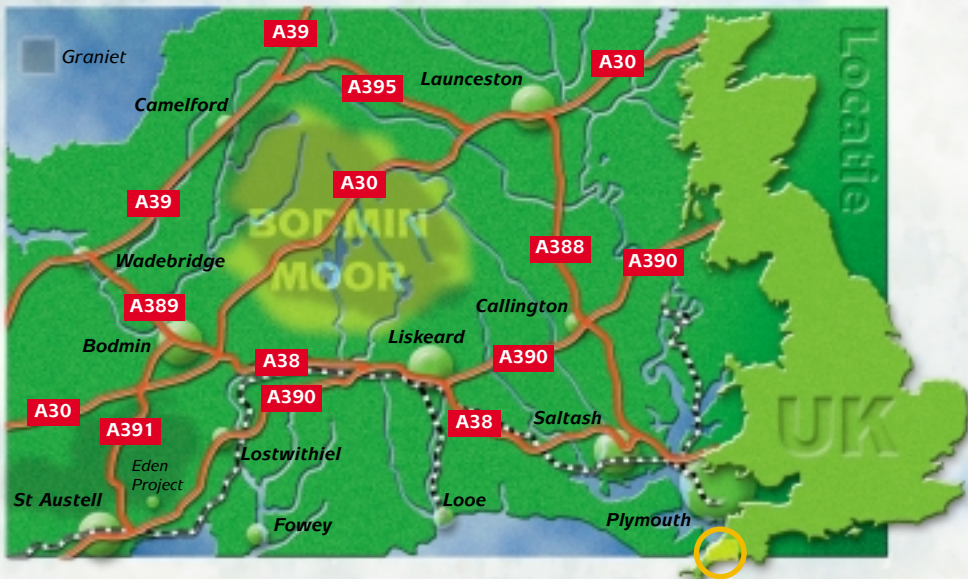 A39
Graniet
A395
Launceston
A30
Locatie
Camelford
A30
A39
BODMIN
MOOR
A388
A390
Wadebridge
A389
Callington
Bodmin
Liskeard
A38
A390
A390
A30
A391
A38
Saltash
UK
Lostwithiel
Eden
Project
St Austell
Looe
Fowey
Plymouth